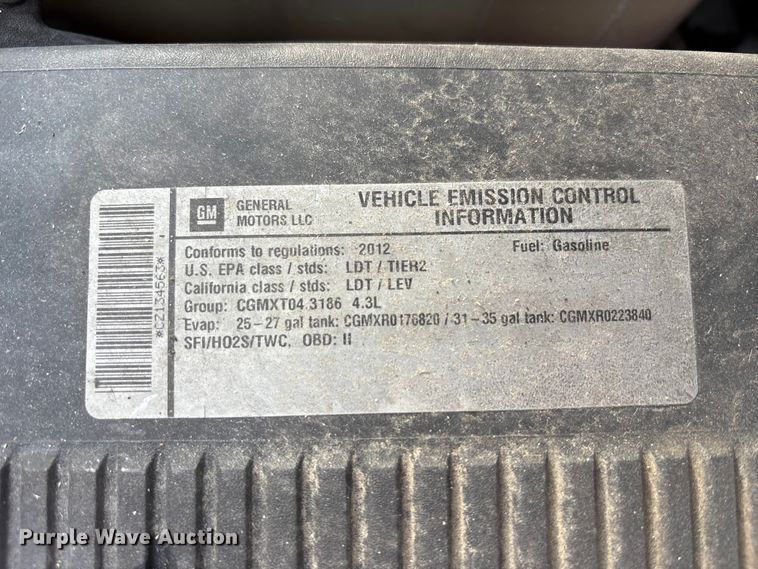 GM
GENERAL
MOTORS LLC
VEHICLE EMISSION CONTROL
INFORMATION
Conforms to regulations: 2012 Fuel: Gasoline
U.S. EPA class / stds: LDT / TIER2
California class / stds: LDT / LEV
Group: CGMXT04.3186 4.3L
Evap: 25-27 gal tank: CGMXR0176820 / 31-35 gal tank: CGMXR0223840
SFI/HO2S/TWC, OBD: II
*CZ134563*
Purple Wave Auction